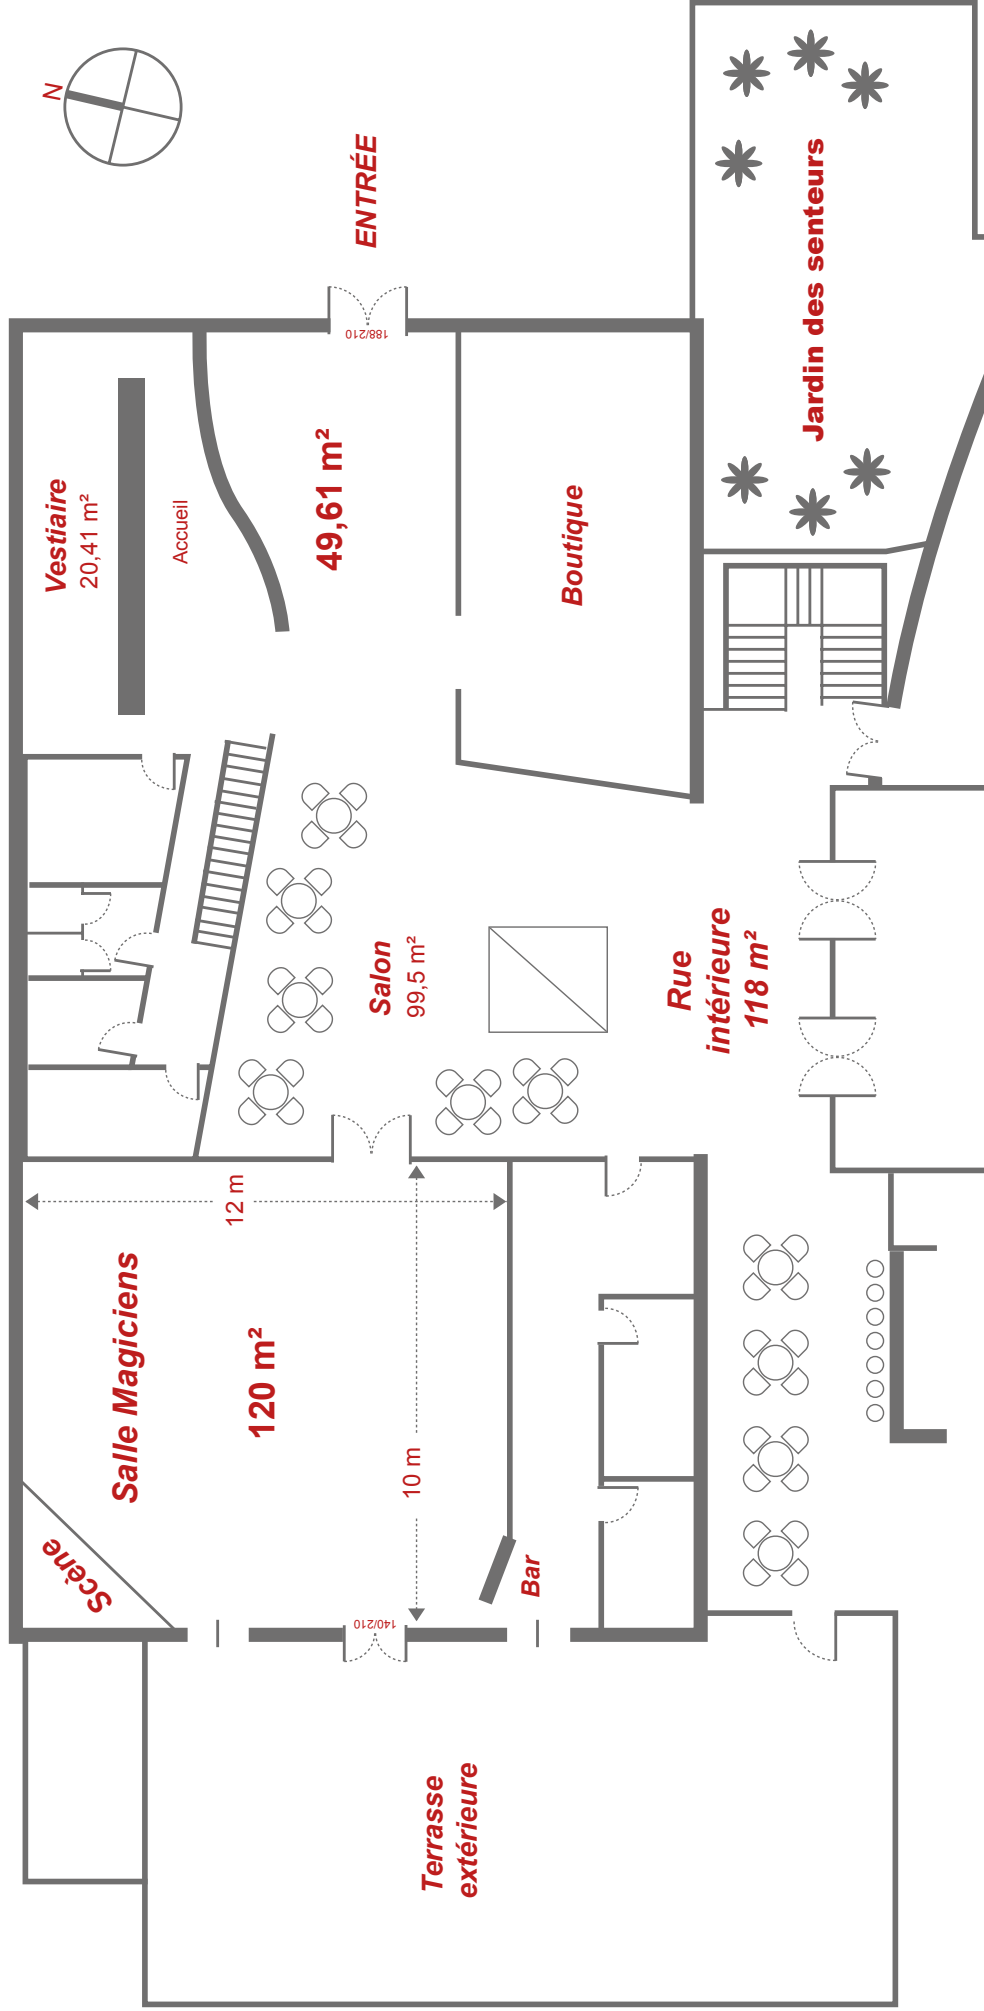 N
ENTRÉE
188/210
Vestiaire
20,41 m²
Accueil
49,61 m²
Boutique
Jardin des senteurs
Salon
99,5 m²
Rue
intérieure
118 m²
12 m
Salle Magiciens
120 m²
10 m
Scène
Bar
140/210
Terrasse
extérieure